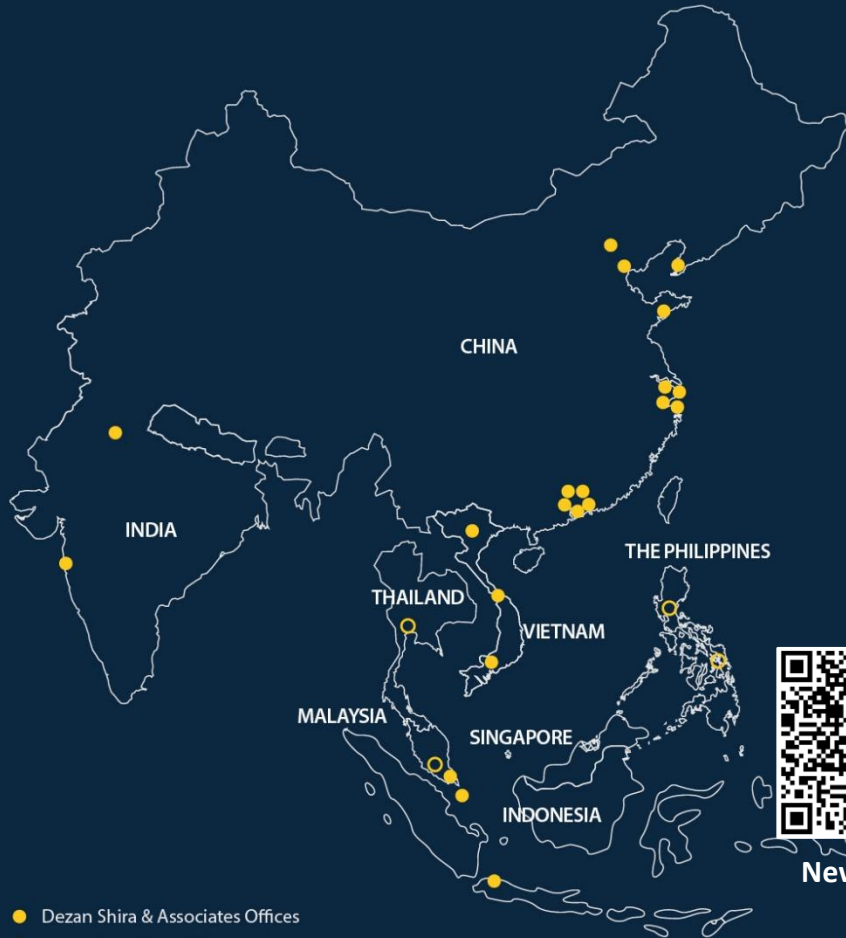 CHINA
INDIA
THE PHILIPPINES
THAILAND
VIETNAM
MALAYSIA
SINGAPORE
INDONESIA
Dezan Shira & Associates Offices